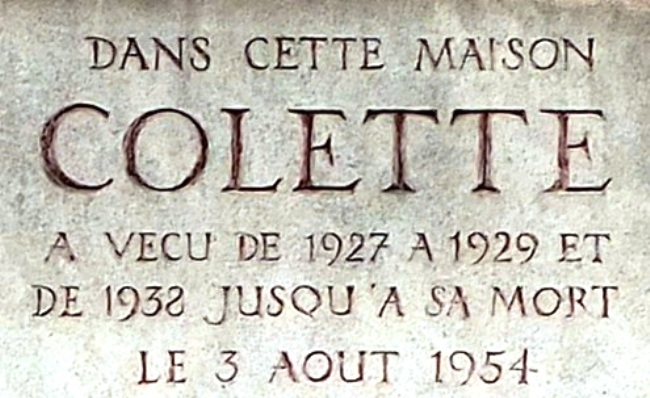 DANS CETTE MAISON
COLETTE
A VECU DE 1927 A 1929 ET
DE 1938 JUSQU'A SA MORT
LE 3 AOUT 1954